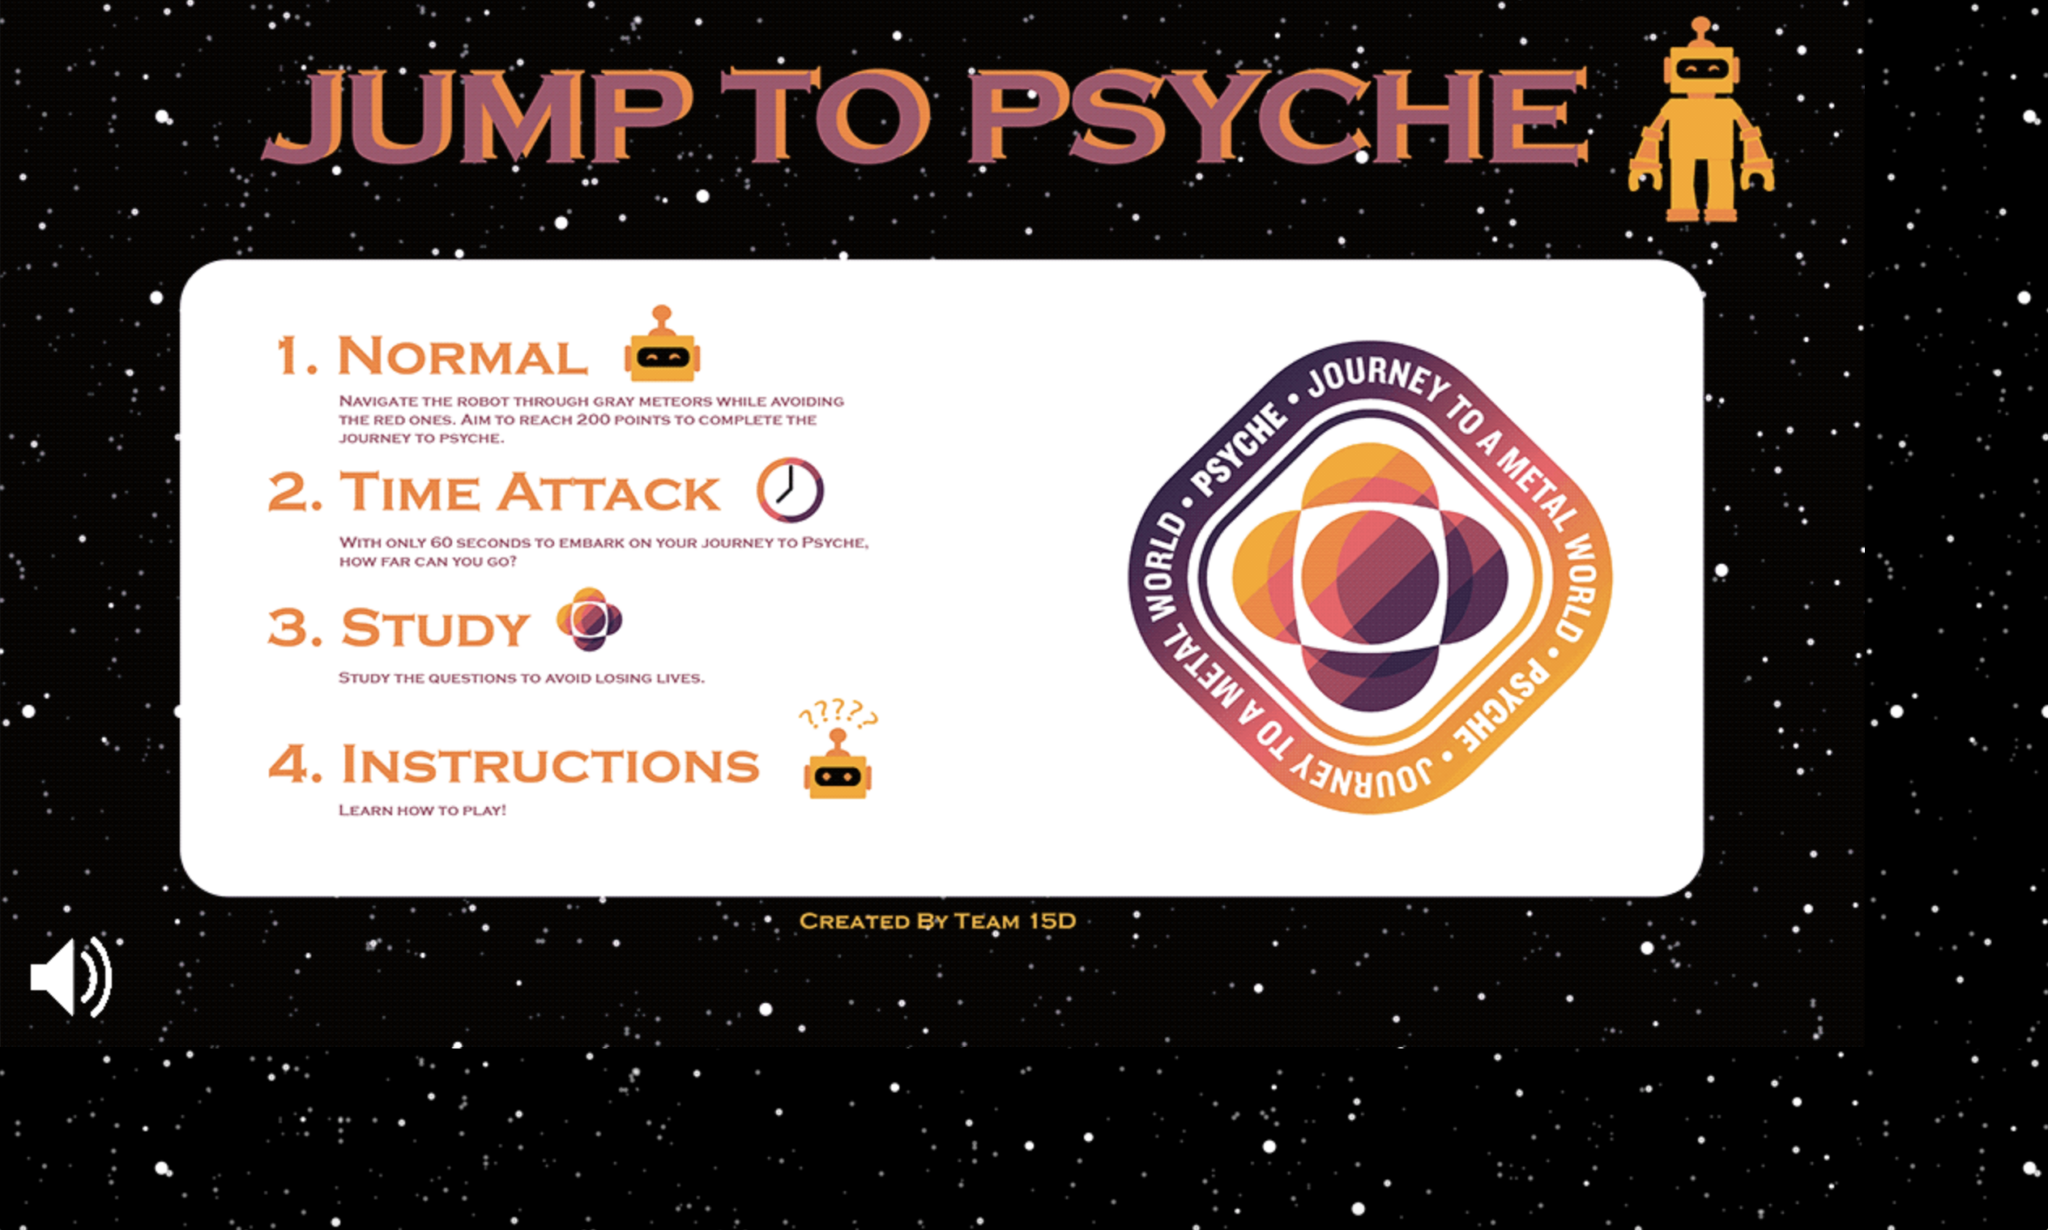 JUMP TO PSYCHE
1. NORMAL
NAVIGATE THE ROBOT THROUGH GRAY METEORS WHILE AVOIDING
THE RED ONES. AIM TO REACH 200 POINTS TO COMPLETE THE
JOURNEY TO PSYCHE.
2. TIME ATTACK
WITH ONLY 60 SECONDS TO EMBARK ON YOUR JOURNEY TO PSYCHE,
HOW FAR CAN YOU GO?
3. STUDY
STUDY THE QUESTIONS TO AVOID LOSING LIVES.
?????
4. INSTRUCTIONS
LEARN HOW TO PLAY!
PSYCHE • JOURNEY TO A METAL WORLD • PSYCHE • JOURNEY TO A METAL WORLD •
CREATED BY TEAM 15D